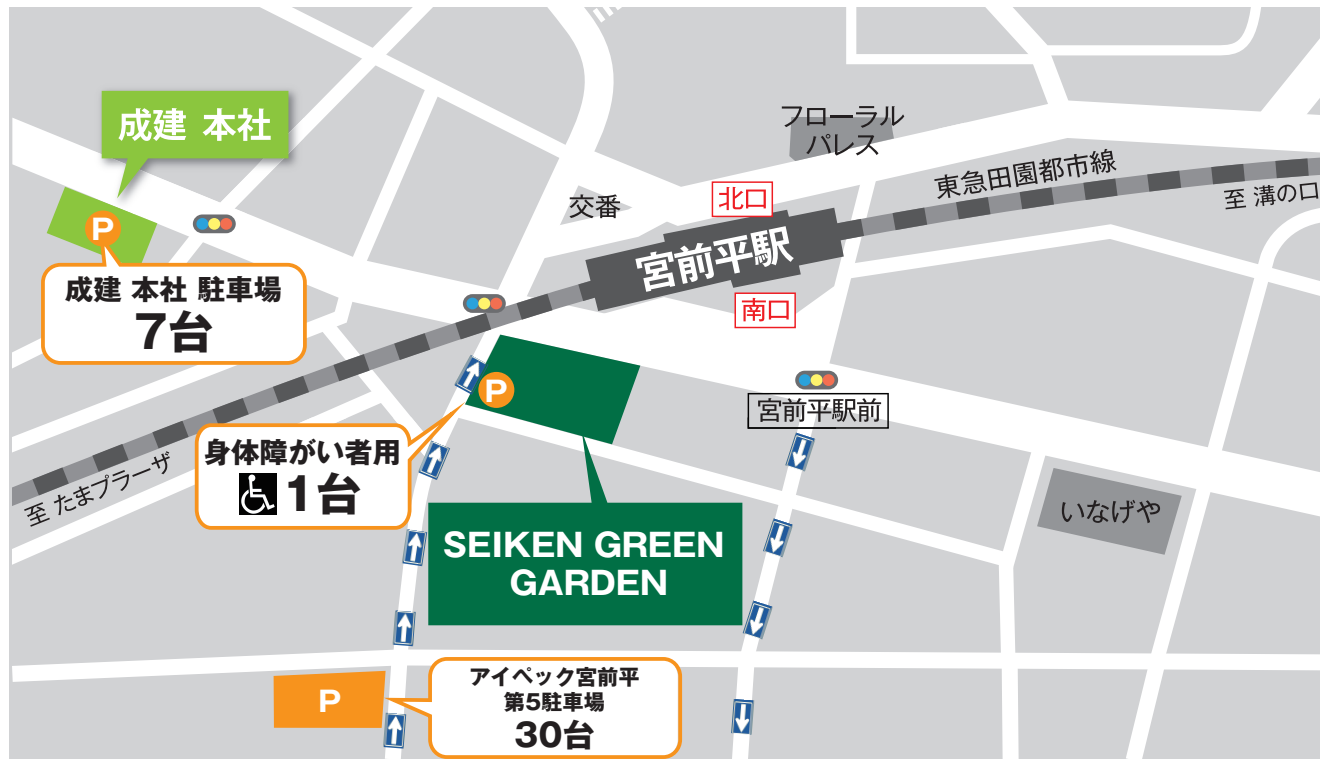 成建 本社
フローラル
パレス
東急田園都市線
至 溝の口
北口
交番
宮前平駅
南口
P
成建 本社 駐車場
7台
P
宮前平駅前
身体障がい者用
1台
至 たまプラーザ
いなげや
SEIKEN GREEN
GARDEN
P
アイペック宮前平
第5駐車場
30台